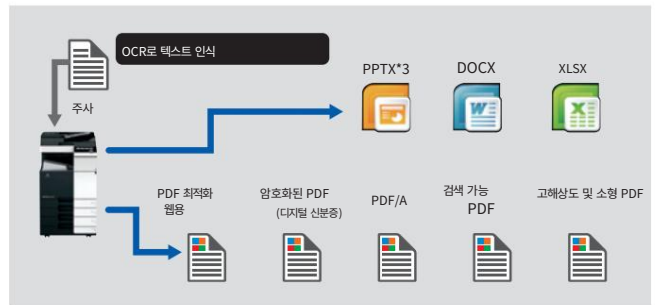 OCR로 텍스트 인식
주사
PPTX*3
DOCX
XLSX
PDF 최적화
웹용
암호화된 PDF
(디지털 신분증)
PDF/A
검색 가능
PDF
고해상도 및 소형 PDF